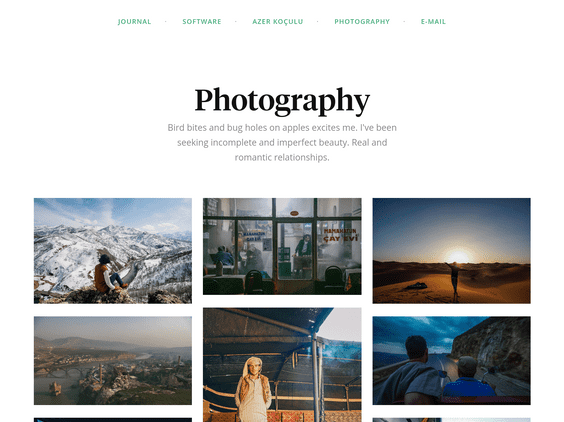 JOURNAL · SOFTWARE · AZER KOÇULU · PHOTOGRAPHY · E-MAIL
Photography
Bird bites and bug holes on apples excites me. I've been
seeking incomplete and imperfect beauty. Real and
romantic relationships.
ÇAY EVİ